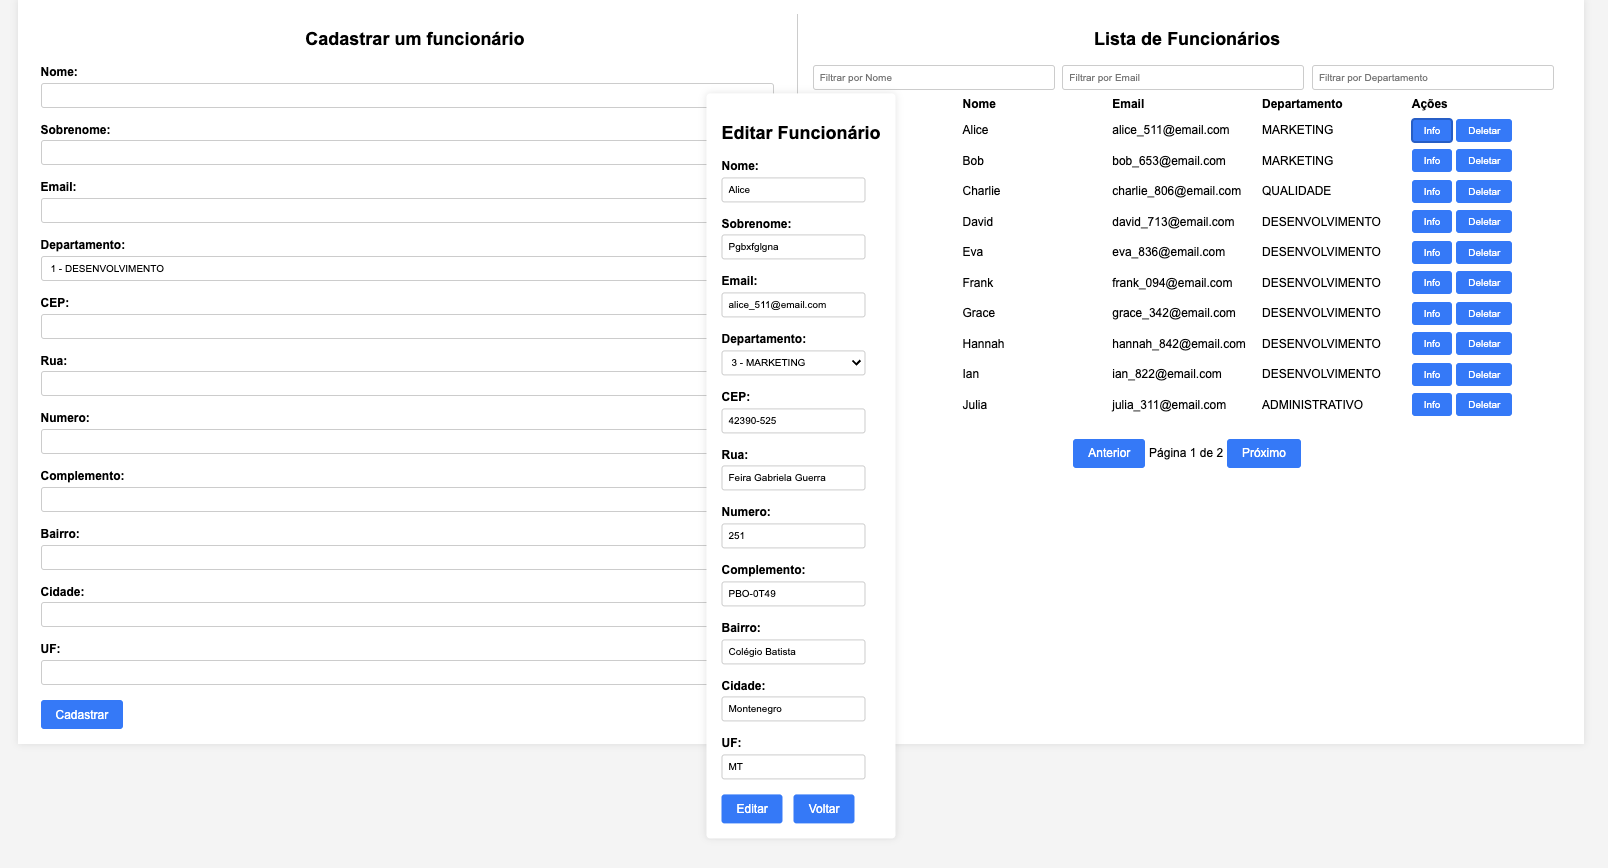 Cadastrar um funcionário
Nome:
Sobrenome:
Email:
Departamento:
1 - DESENVOLVIMENTO
CEP:
Rua:
Numero:
Complemento:
Bairro:
Cidade:
UF:
Cadastrar
Editar Funcionário
Nome:
Alice
Sobrenome:
Pgbxfglgna
Email:
alice_511@email.com
Departamento:
3 - MARKETING
CEP:
42390-525
Rua:
Feira Gabriela Guerra
Numero:
251
Complemento:
PBO-0T49
Bairro:
Colégio Batista
Cidade:
Montenegro
UF:
MT
Editar Voltar
Lista de Funcionários
Filtrar por Nome Filtrar por Email Filtrar por Departamento
Nome Email Departamento Ações
Alice alice_511@email.com MARKETING Info Deletar
Bob bob_653@email.com MARKETING Info Deletar
Charlie charlie_806@email.com QUALIDADE Info Deletar
David david_713@email.com DESENVOLVIMENTO Info Deletar
Eva eva_836@email.com DESENVOLVIMENTO Info Deletar
Frank frank_094@email.com DESENVOLVIMENTO Info Deletar
Grace grace_342@email.com DESENVOLVIMENTO Info Deletar
Hannah hannah_842@email.com DESENVOLVIMENTO Info Deletar
Ian ian_822@email.com DESENVOLVIMENTO Info Deletar
Julia julia_311@email.com ADMINISTRATIVO Info Deletar
Anterior Página 1 de 2 Próximo